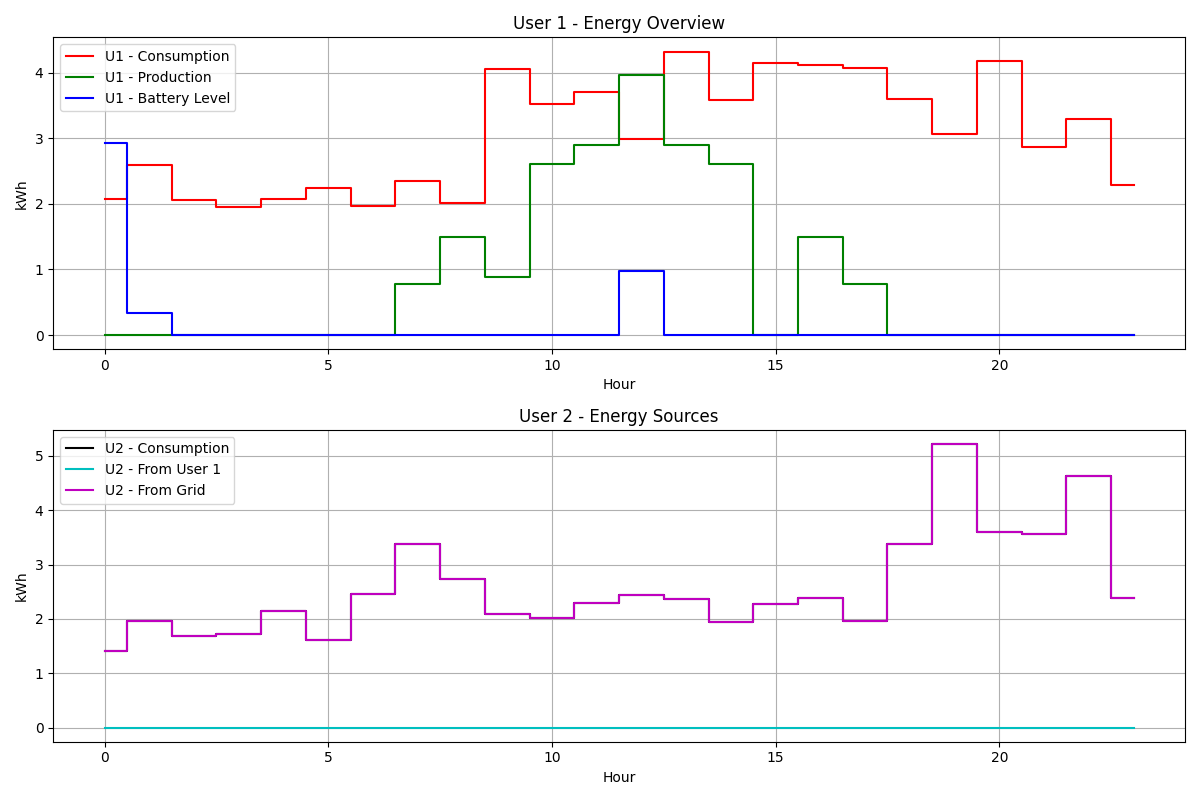 User 1 - Energy Overview
U1 - Consumption
U1 - Production
U1 - Battery Level
kWh
4
3
2
1
0
0 5 10 15 20
Hour
User 2 - Energy Sources
U2 - Consumption
U2 - From User 1
U2 - From Grid
kWh
5
4
3
2
1
0
0 5 10 15 20
Hour